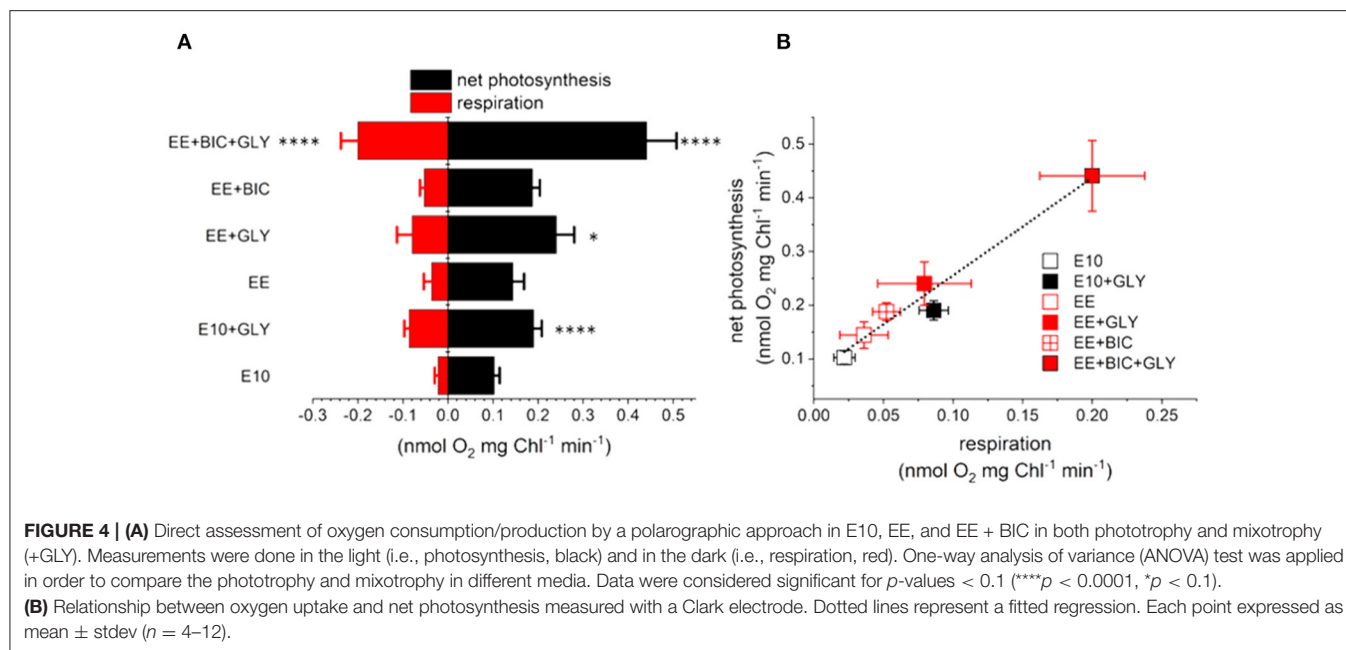 A
net photosynthesis
respiration
EE+BIC+GLY
****
****
EE+BIC
EE+GLY
*
EE
E10+GLY
****
E10
-0.3 -0.2 -0.1 0.0 0.1 0.2 0.3 0.4 0.5
(nmol O₂ mg Chl⁻¹ min⁻¹)
B
net photosynthesis
(nmol O₂ mg Chl⁻¹ min⁻¹)
0.5
0.4
0.3
0.2
0.1
E10
E10+GLY
EE
EE+GLY
EE+BIC
EE+BIC+GLY
0.00 0.05 0.10 0.15 0.20 0.25
respiration
(nmol O₂ mg Chl⁻¹ min⁻¹)
FIGURE 4 | (A) Direct assessment of oxygen consumption/production by a polarographic approach in E10, EE, and EE + BIC in both phototrophy and mixotrophy
(+GLY). Measurements were done in the light (i.e., photosynthesis, black) and in the dark (i.e., respiration, red). One-way analysis of variance (ANOVA) test was applied
in order to compare the phototrophy and mixotrophy in different media. Data were considered significant for p-values < 0.1 (****p < 0.0001, *p < 0.1).
(B) Relationship between oxygen uptake and net photosynthesis measured with a Clark electrode. Dotted lines represent a fitted regression. Each point expressed as
mean ± stdev (n = 4–12).